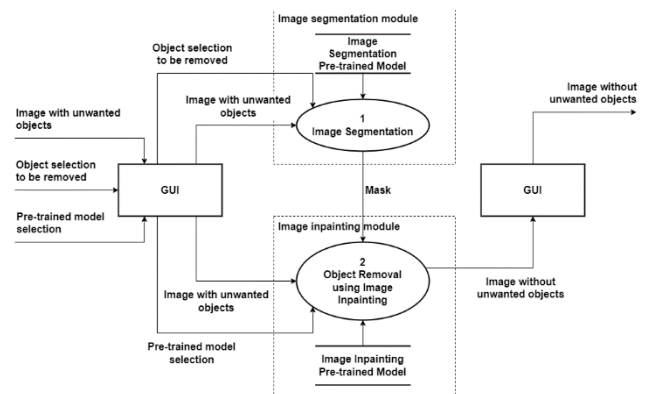 Image segmentation module
Image
Segmentation
Pre-trained Model
Object selection
to be removed
Image with unwanted
objects
Image with unwanted
objects
1
Image Segmentation
Image without
unwanted objects
Object selection
to be removed
GUI
Mask
GUI
Pre-trained model
selection
Image inpainting module
2
Object Removal
using Image
Inpainting
Image with unwanted
objects
Image without
unwanted objects
Pre-trained model
selection
Image Inpainting
Pre-trained Model